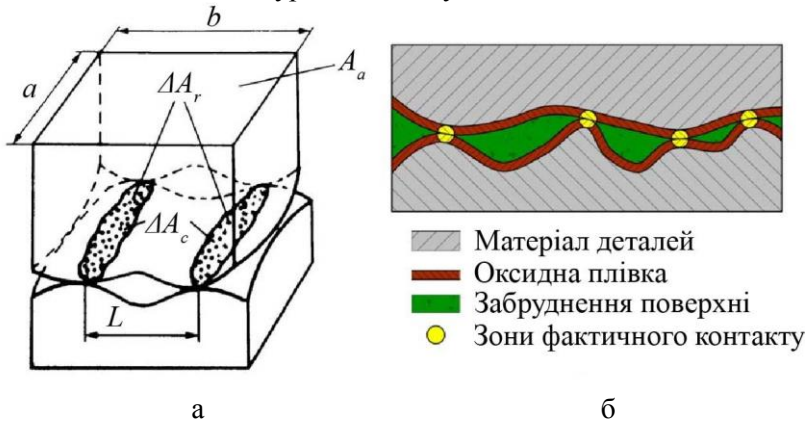 b
a
A_a
ΔA_r
ΔA_c
L
Матеріал деталей
Оксидна плівка
Забруднення поверхні
Зони фактичного контакту
а
б